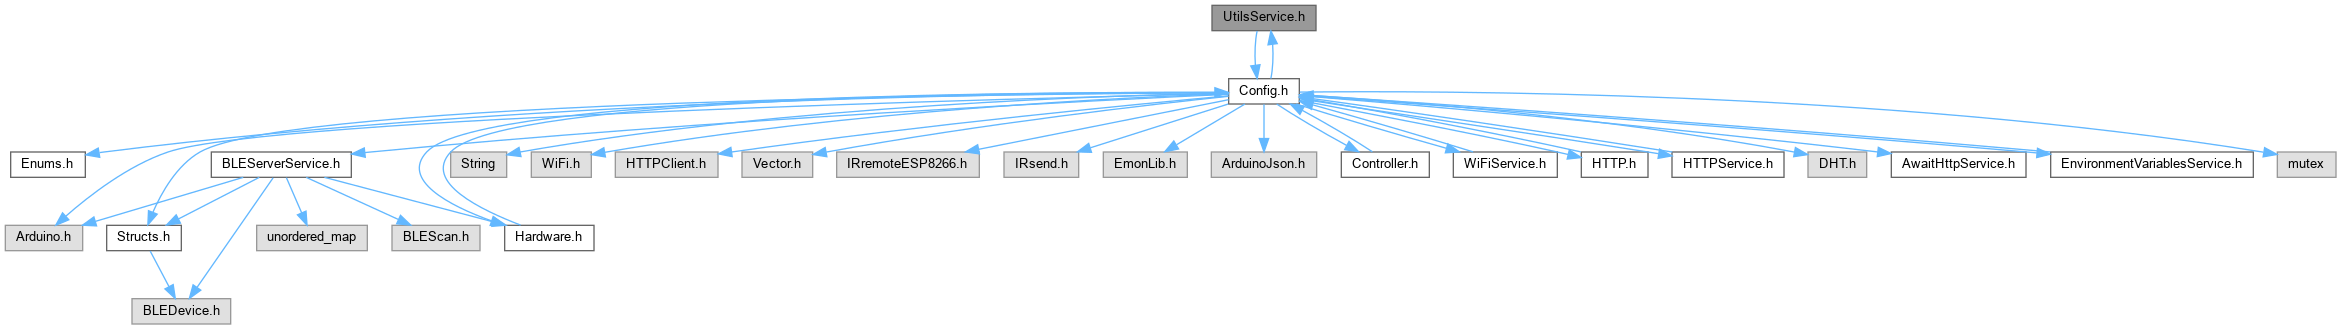 UtilsService.h
Config.h
Enums.h
BLEServerService.h
String
WiFi.h
HTTPClient.h
Vector.h
IRremoteESP8266.h
IRsend.h
EmonLib.h
ArduinoJson.h
Controller.h
WiFiService.h
HTTP.h
HTTPService.h
DHT.h
AwaitHttpService.h
EnvironmentVariablesService.h
mutex
Arduino.h
Structs.h
unordered_map
BLEScan.h
Hardware.h
BLEDevice.h